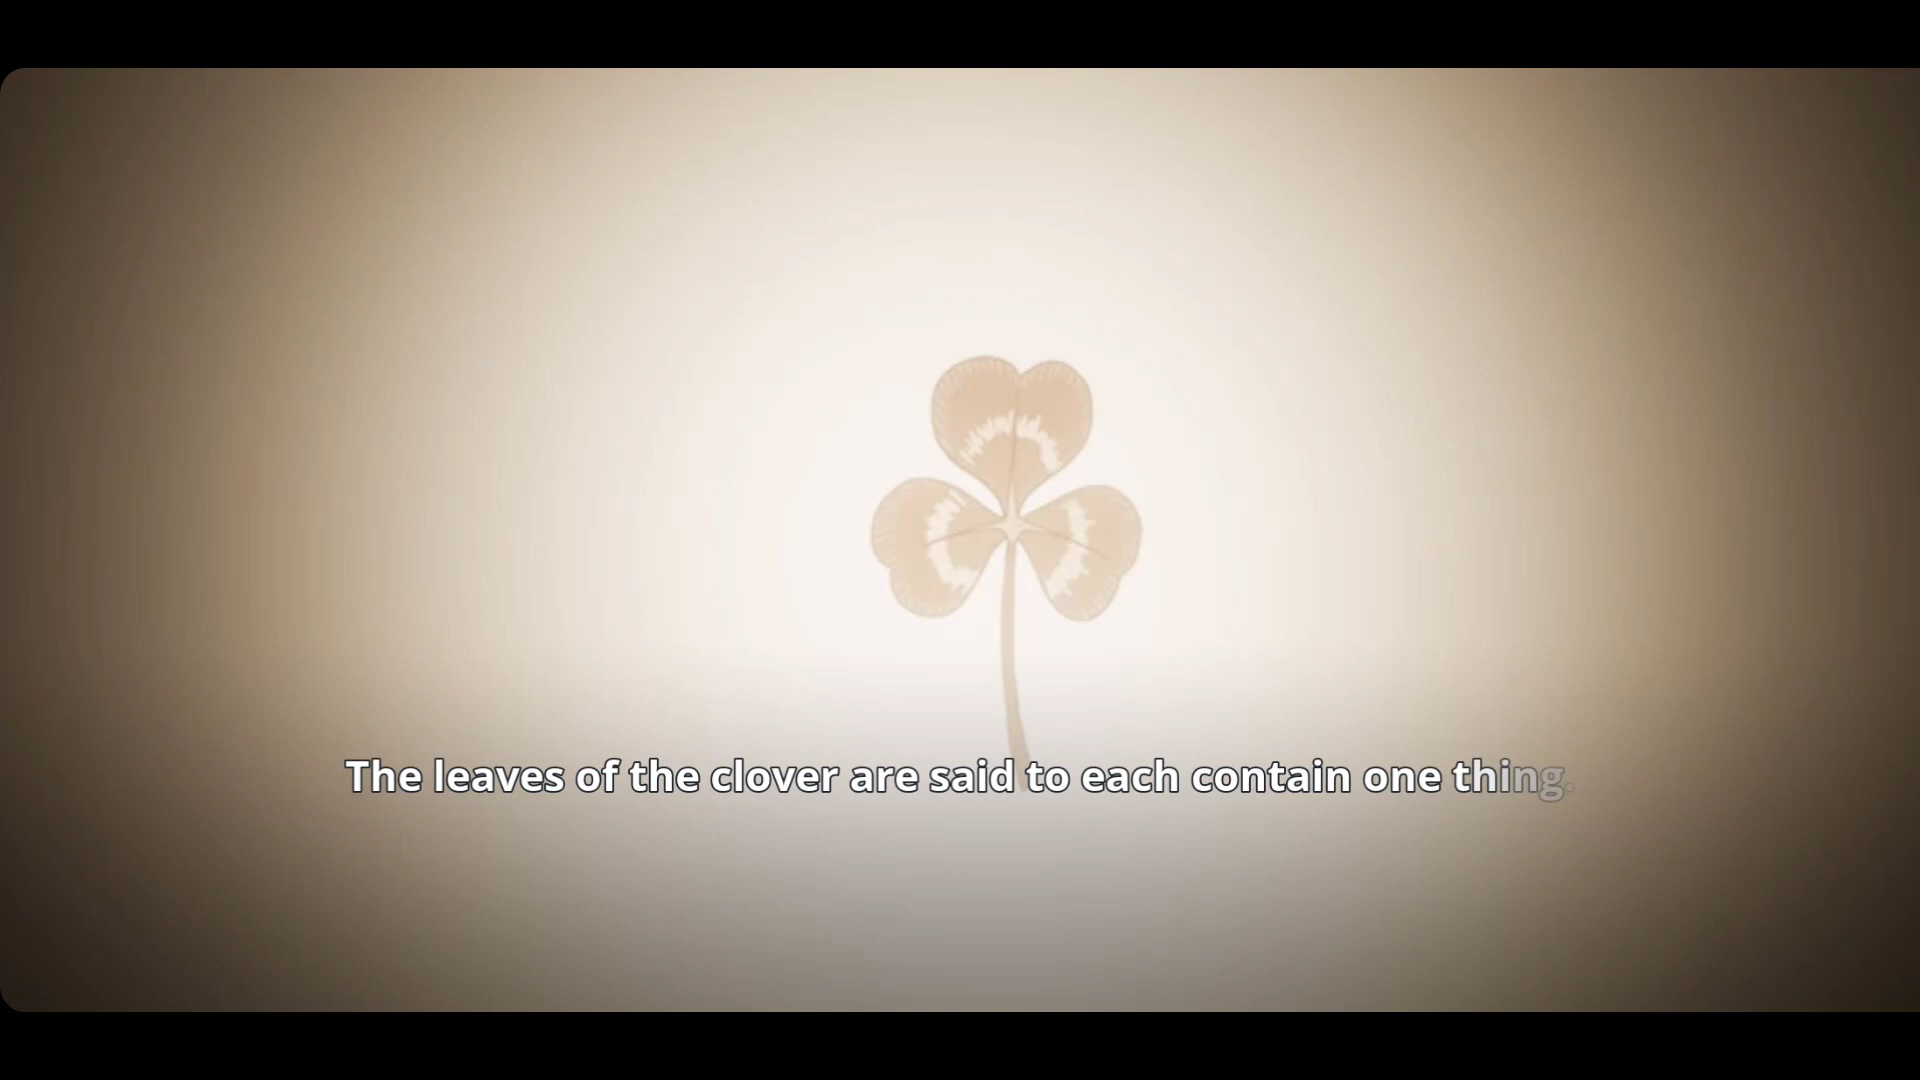 The leaves of the clover are said to each contain one thing.